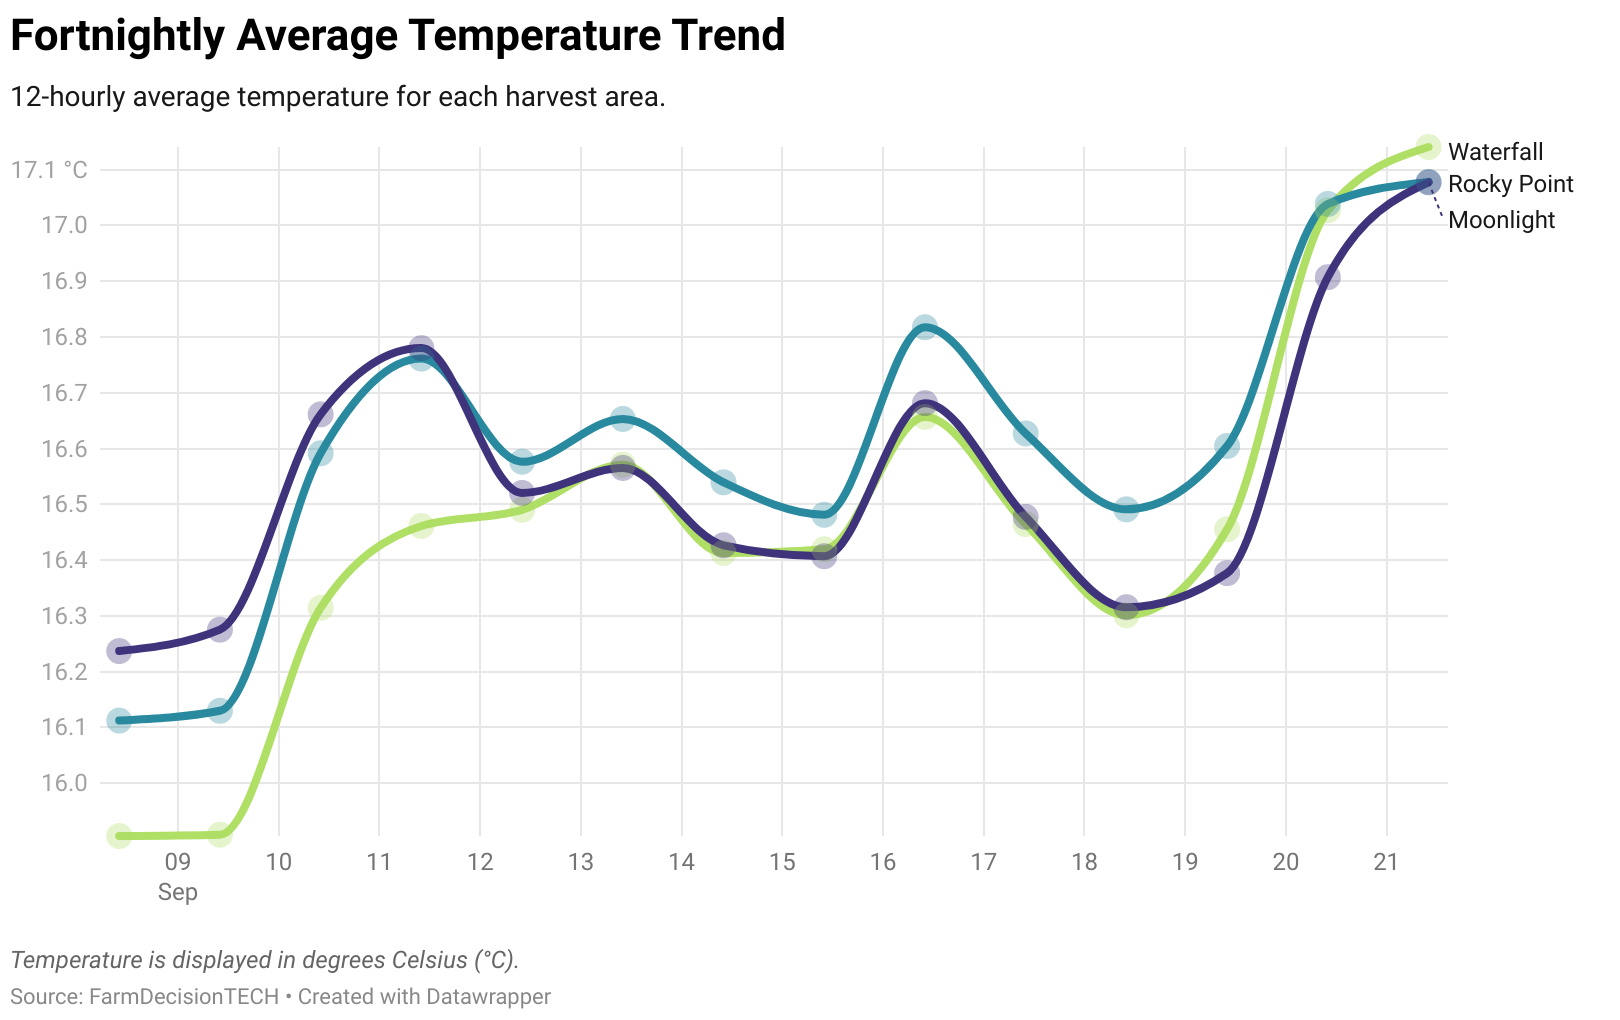 Fortnightly Average Temperature Trend
12-hourly average temperature for each harvest area.
17.1 °C
17.0
16.9
16.8
16.7
16.6
16.5
16.4
16.3
16.2
16.1
16.0
Waterfall
Rocky Point
Moonlight
09 10 11 12 13 14 15 16 17 18 19 20 21
Sep
Temperature is displayed in degrees Celsius (°C).
Source: FarmDecisionTECH • Created with Datawrapper